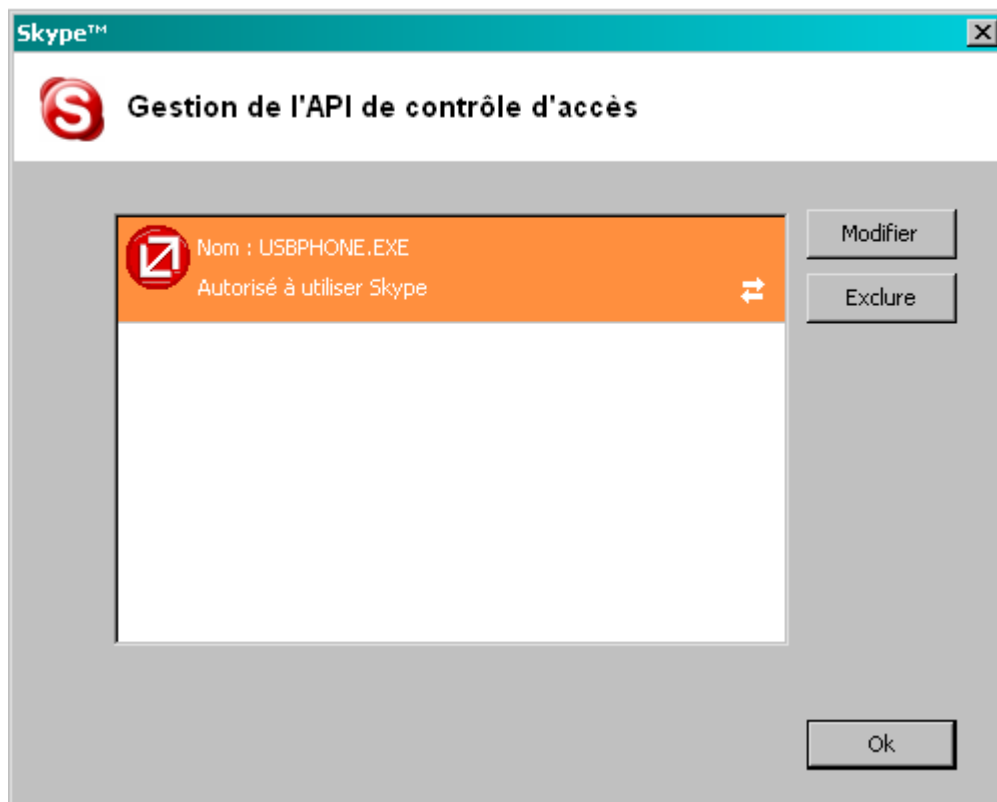 Skype™
S
Gestion de l'API de contrôle d'accès
Nom : USBPHONE.EXE
Autorisé à utiliser Skype
Modifier
Exclure
Ok